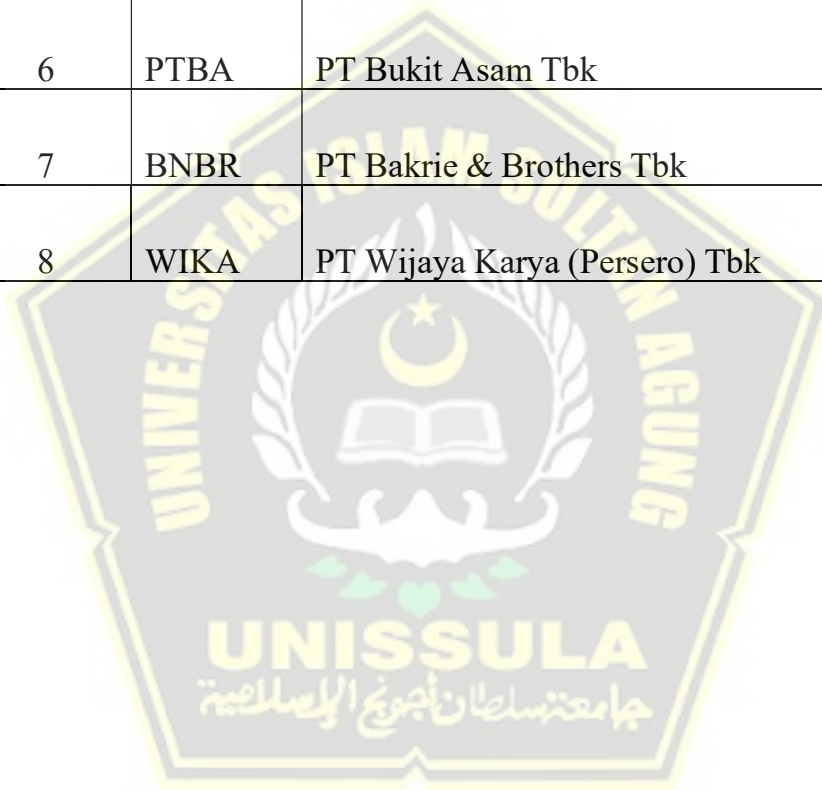 6 PTBA PT Bukit Asam Tbk
7 BNBR PT Bakrie & Brothers Tbk
8 WIKA PT Wijaya Karya (Persero) Tbk
UNIVERSITAS ISLAM SULTAN AGUNG
UNISSULA
جامعة سلطان أجونج الإسلامية